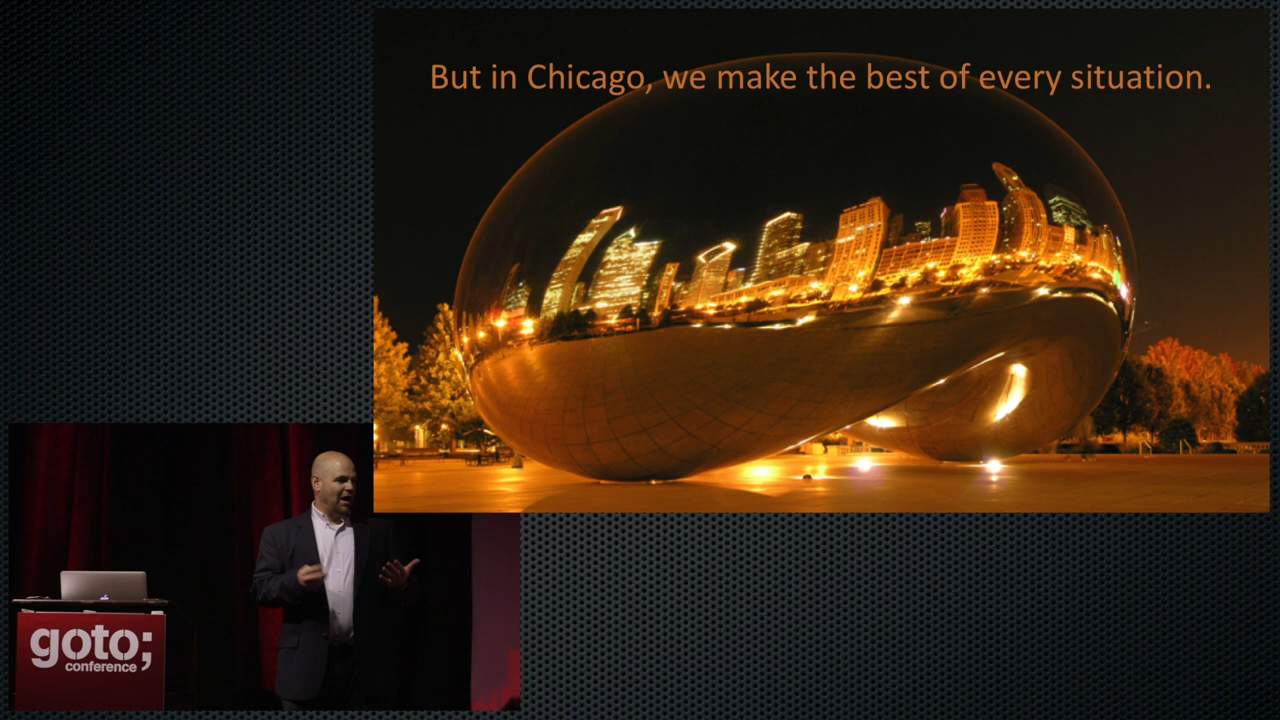 But in Chicago, we make the best of every situation.
goto;
conference